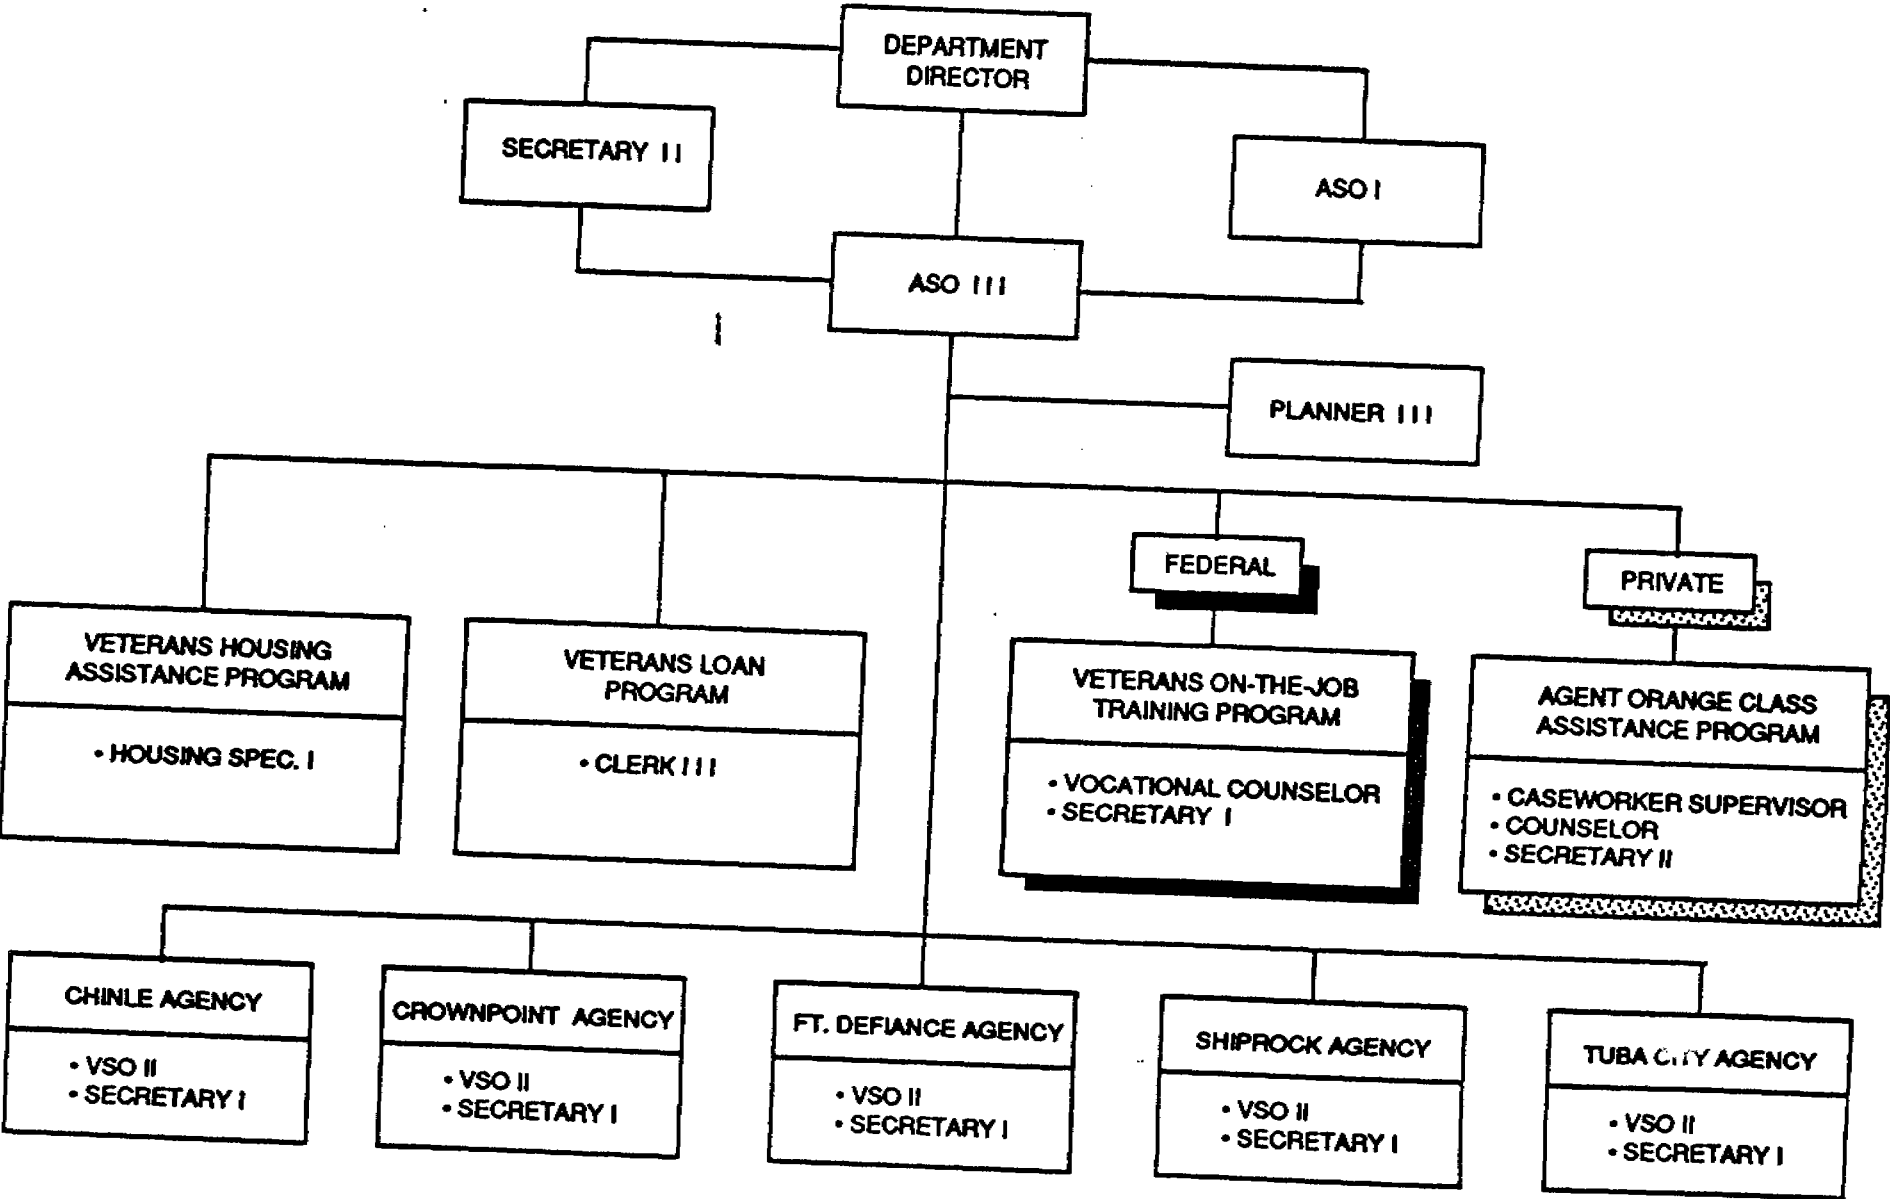 DEPARTMENT
DIRECTOR
SECRETARY II
ASO I
ASO III
PLANNER III
FEDERAL
PRIVATE
VETERANS HOUSING
ASSISTANCE PROGRAM
• HOUSING SPEC. I
VETERANS LOAN
PROGRAM
• CLERK III
VETERANS ON-THE-JOB
TRAINING PROGRAM
• VOCATIONAL COUNSELOR
• SECRETARY I
AGENT ORANGE CLASS
ASSISTANCE PROGRAM
• CASEWORKER SUPERVISOR
• COUNSELOR
• SECRETARY II
CHINLE AGENCY
• VSO II
• SECRETARY I
CROWNPOINT AGENCY
• VSO II
• SECRETARY I
FT. DEFIANCE AGENCY
• VSO II
• SECRETARY I
SHIPROCK AGENCY
• VSO II
• SECRETARY I
TUBA CITY AGENCY
• VSO II
• SECRETARY I